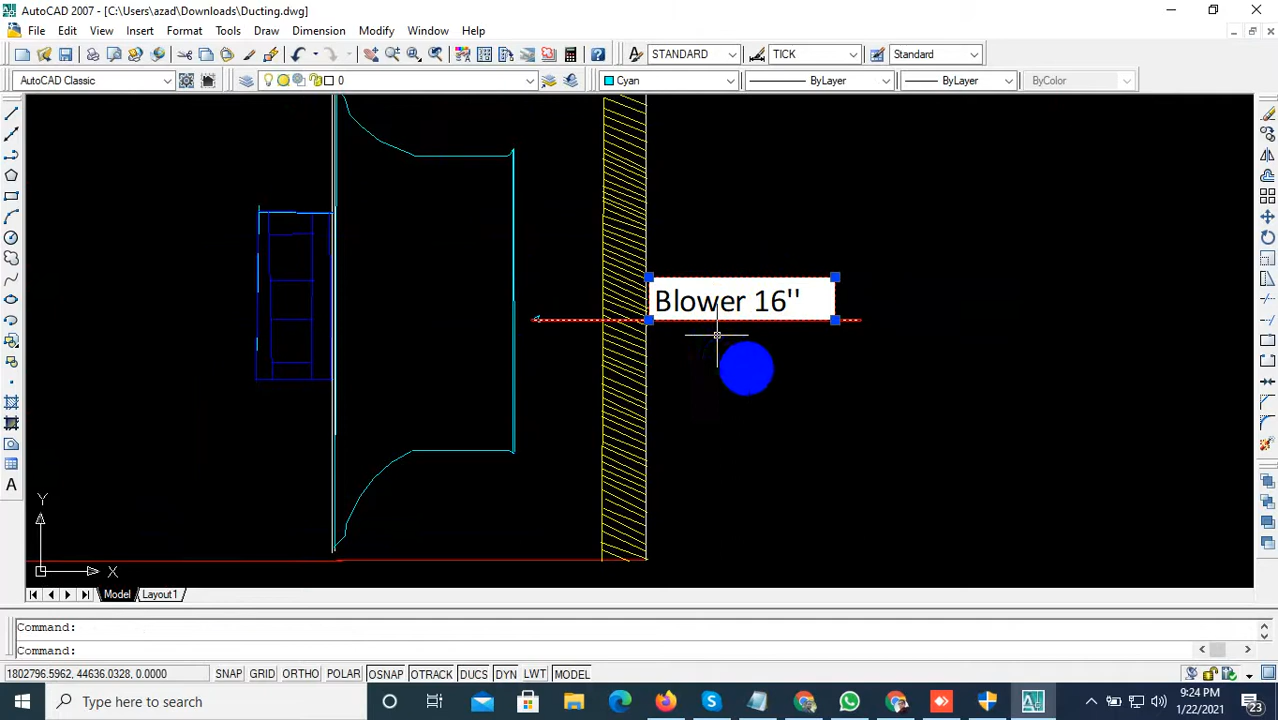 AutoCAD 2007 - [C:\Users\azad\Downloads\Ducting.dwg]
File Edit View Insert Format Tools Draw Dimension Modify Window Help
STANDARD TICK Standard
AutoCAD Classic 0 Cyan ByLayer ByLayer ByColor
Blower 16''
Y
X
A
Model Layout1
Command:
Command:
1802796.5962, 44636.0328, 0.0000 SNAP GRID ORTHO POLAR OSNAP OTRACK DUCS DYN LWT MODEL
Type here to search
9:24 PM
1/22/2021
23